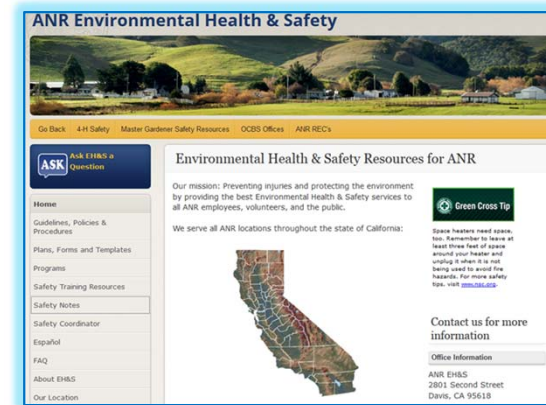 ANR Environmental Health & Safety
Go Back 4-H Safety Master Gardener Safety Resources OCBS Offices ANR REC's
ASK
Ask EH&S a
Question
Home
Guidelines, Policies &
Procedures
Plans, Forms and Templates
Programs
Safety Training Resources
Safety Notes
Safety Coordinator
Español
FAQ
About EH&S
Our Location
Environmental Health & Safety Resources for ANR
Our mission: Preventing injuries and protecting the environment
by providing the best Environmental Health & Safety services to
all ANR employees, volunteers, and the public.
We serve all ANR locations throughout the state of California:
Green Cross Tip
Space heaters need space,
too. Remember to leave at
least three feet of space
around your heater and
unplug it when it is not
being used to avoid fire
hazards. For more safety
tips, visit www.nsc.org.
Contact us for more
information
Office Information
ANR EH&S
2801 Second Street
Davis, CA 95618